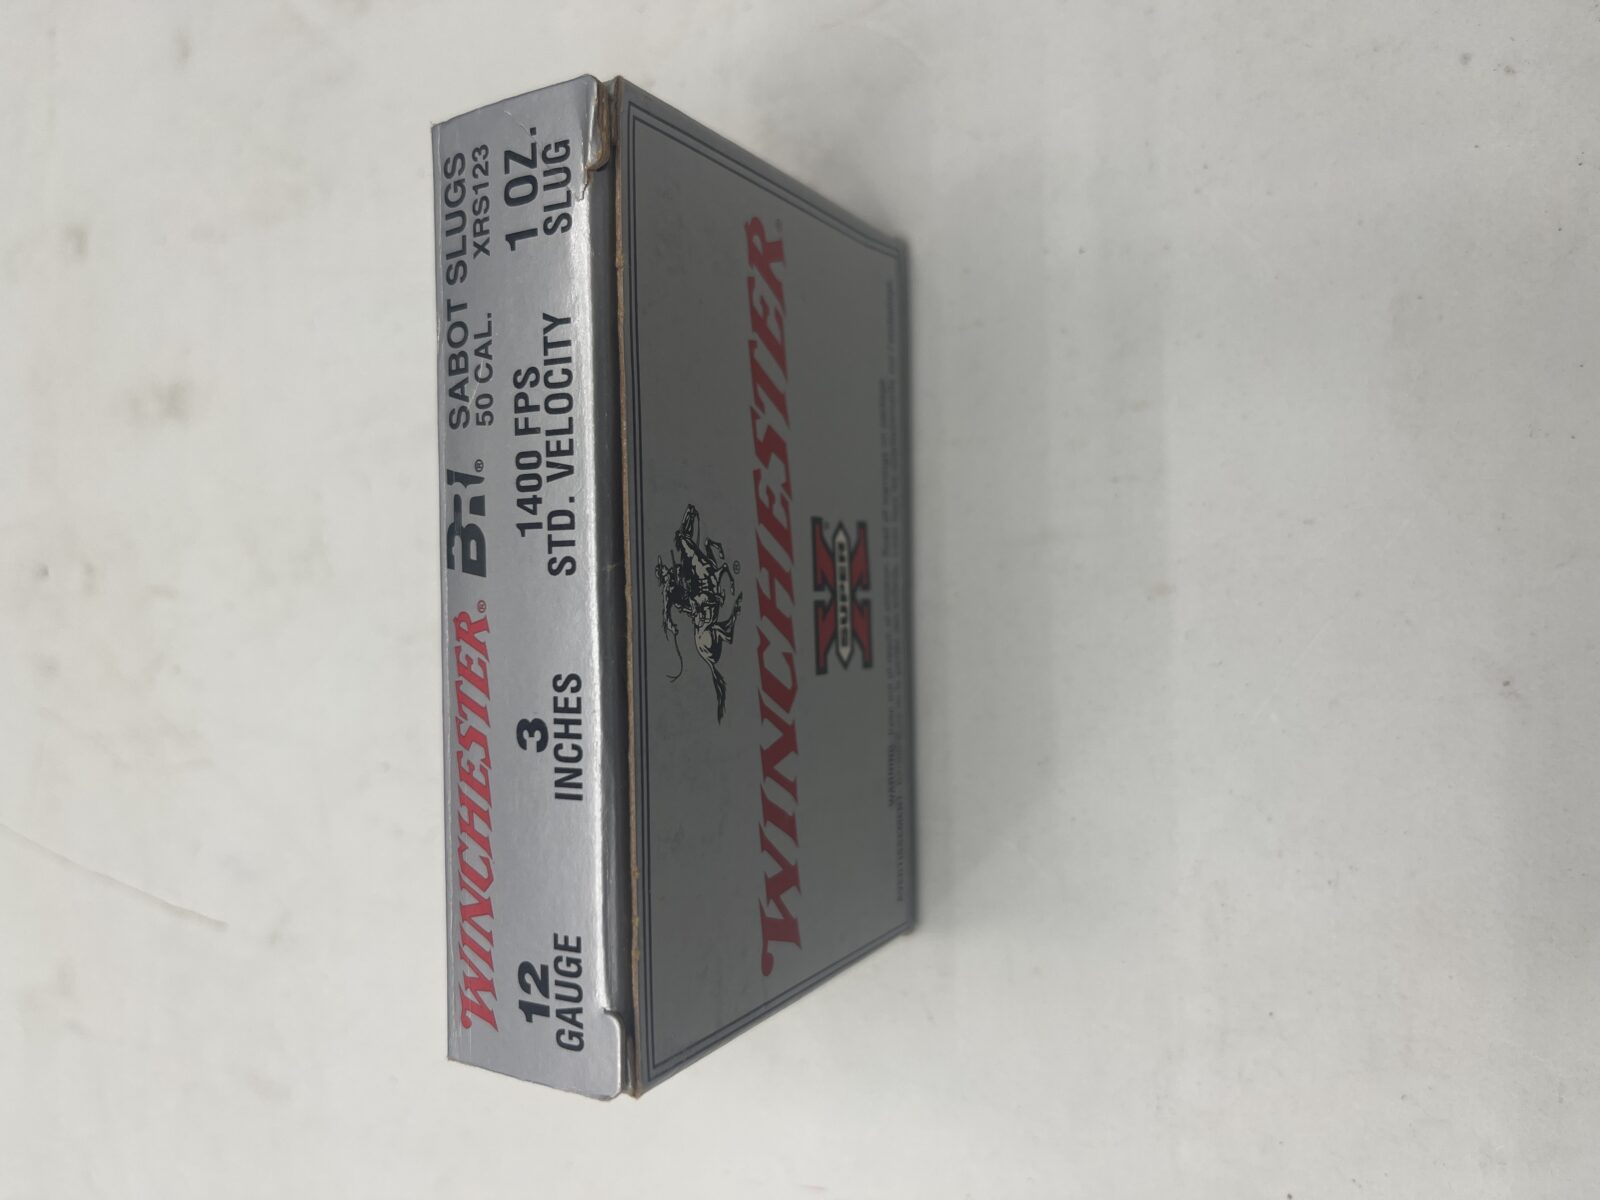 WINCHESTER® BRI® SABOT SLUGS
50 CAL. XRS123
12 GAUGE
3 INCHES
1400 FPS
STD. VELOCITY
1 OZ. SLUG
®
WINCHESTER®
SUPER X